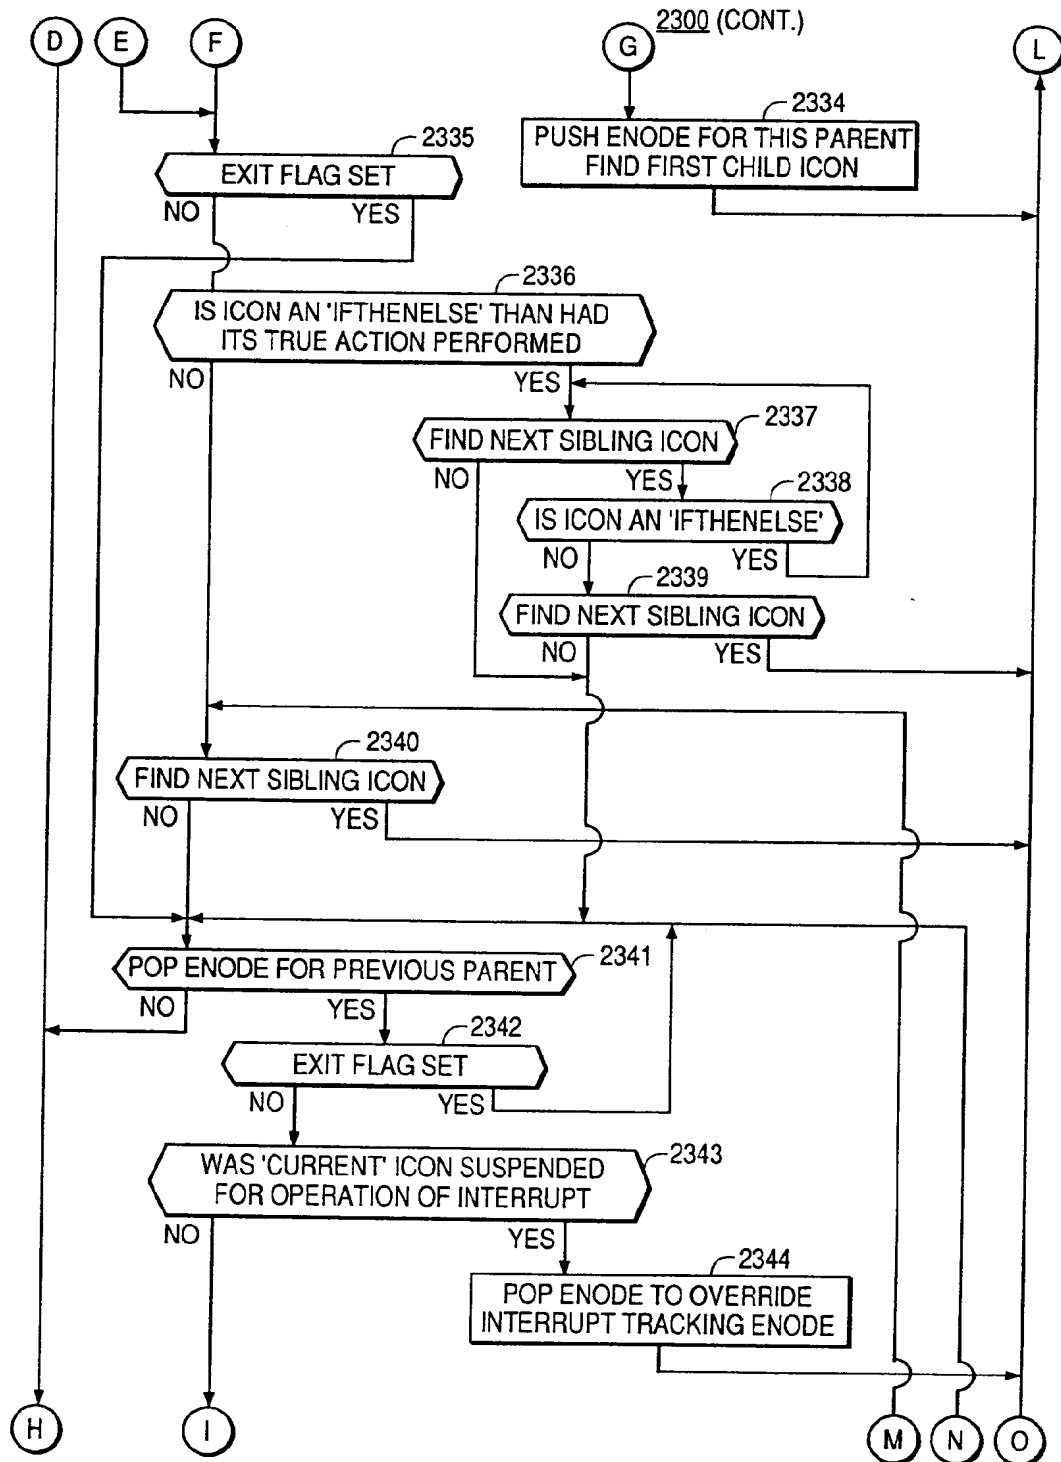 2300 (CONT.)
D
E
F
G
L
2334
PUSH ENODE FOR THIS PARENT
FIND FIRST CHILD ICON
2335
EXIT FLAG SET
NO
YES
2336
IS ICON AN 'IFTHENELSE' THAN HAD
ITS TRUE ACTION PERFORMED
NO
YES
2337
FIND NEXT SIBLING ICON
NO
YES
2338
IS ICON AN 'IFTHENELSE'
NO
YES
2339
FIND NEXT SIBLING ICON
NO
YES
2340
FIND NEXT SIBLING ICON
NO
YES
2341
POP ENODE FOR PREVIOUS PARENT
NO
YES
2342
EXIT FLAG SET
NO
YES
2343
WAS 'CURRENT' ICON SUSPENDED
FOR OPERATION OF INTERRUPT
NO
YES
2344
POP ENODE TO OVERRIDE
INTERRUPT TRACKING ENODE
H
I
M
N
O